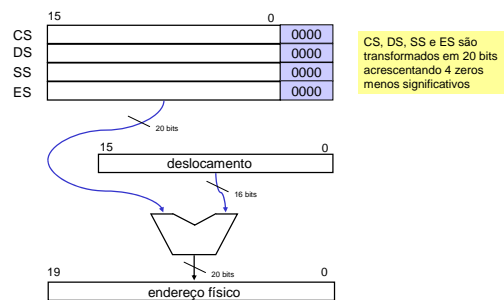 15 0
CS 0000
DS 0000
SS 0000
ES 0000
CS, DS, SS e ES são
transformados em 20 bits
acrescentando 4 zeros
menos significativos
20 bits
15 0
deslocamento
16 bits
20 bits
19 0
endereço físico